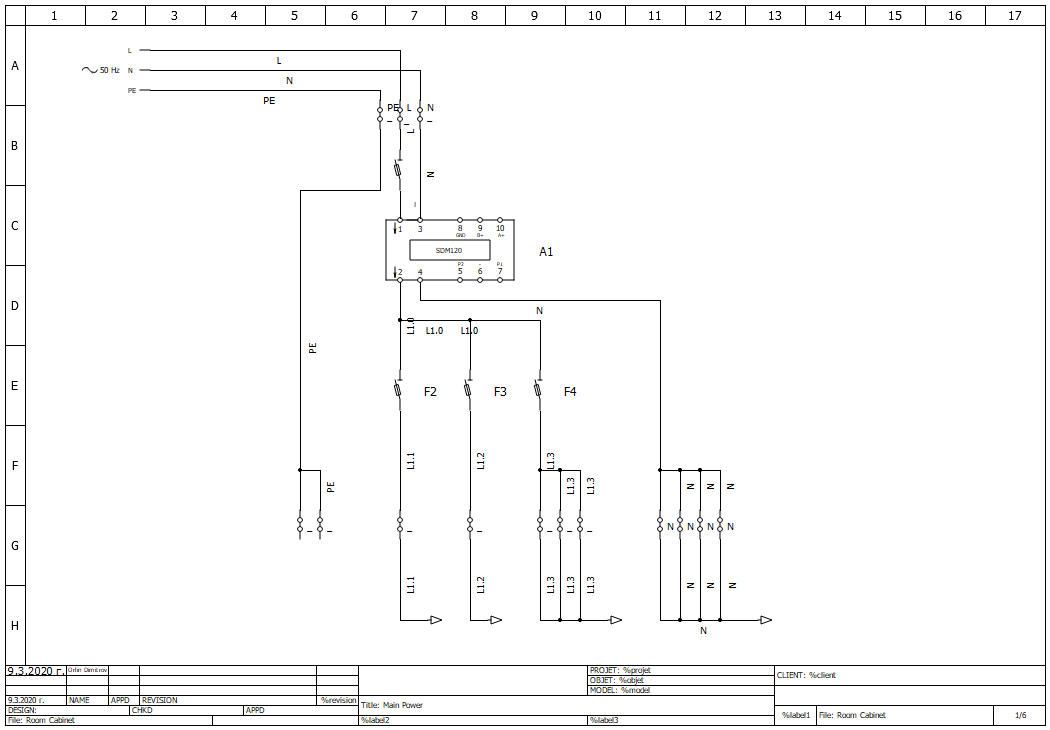 1 2 3 4 5 6 7 8 9 10 11 12 13 14 15 16 17
A
L
L
50 Hz N
N
PE
PE
PE L N
L
B
N
I
C
1 3 8 9 10
GND B+ A+
SDM120
A1
P2 - P1
2 4 5 6 7
D
N
L1.0 L1.0 L1.0
PE
E
F2 F3 F4
F
L1.1 L1.2 L1.3
PE
L1.3 L1.3
N N N
G
N N N N
L1.1 L1.2 L1.3 L1.3 L1.3
N N N
H
N
9.3.2020 г. Orlin Dimitrov
PROJET: %projet
OBJET: %objet
MODEL: %model
CLIENT: %client
9.3.2020 г. NAME APPD REVISION %revision
Title: Main Power
DESIGN: CHKD APPD
File: Room Cabinet
%label2 %label3
%label1 File: Room Cabinet 1/6